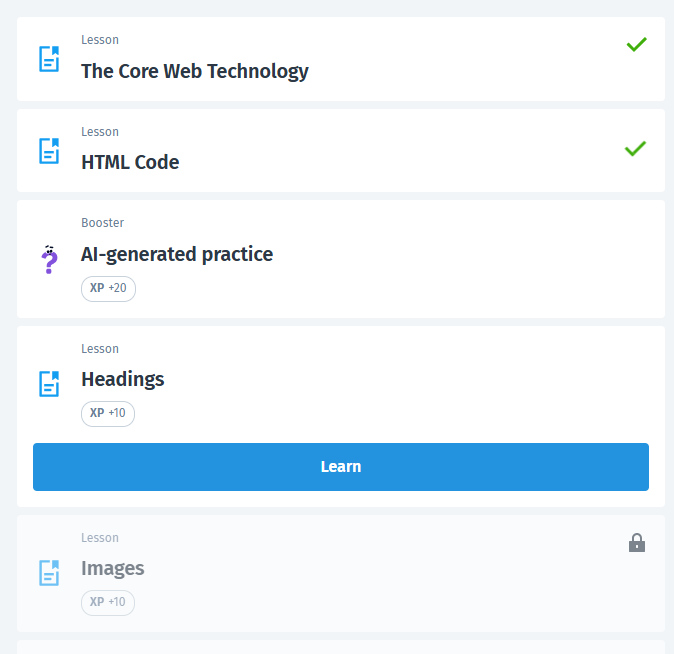 Lesson
The Core Web Technology
Lesson
HTML Code
Booster
AI-generated practice
XP +20
Lesson
Headings
XP +10
Learn
Lesson
Images
XP +10